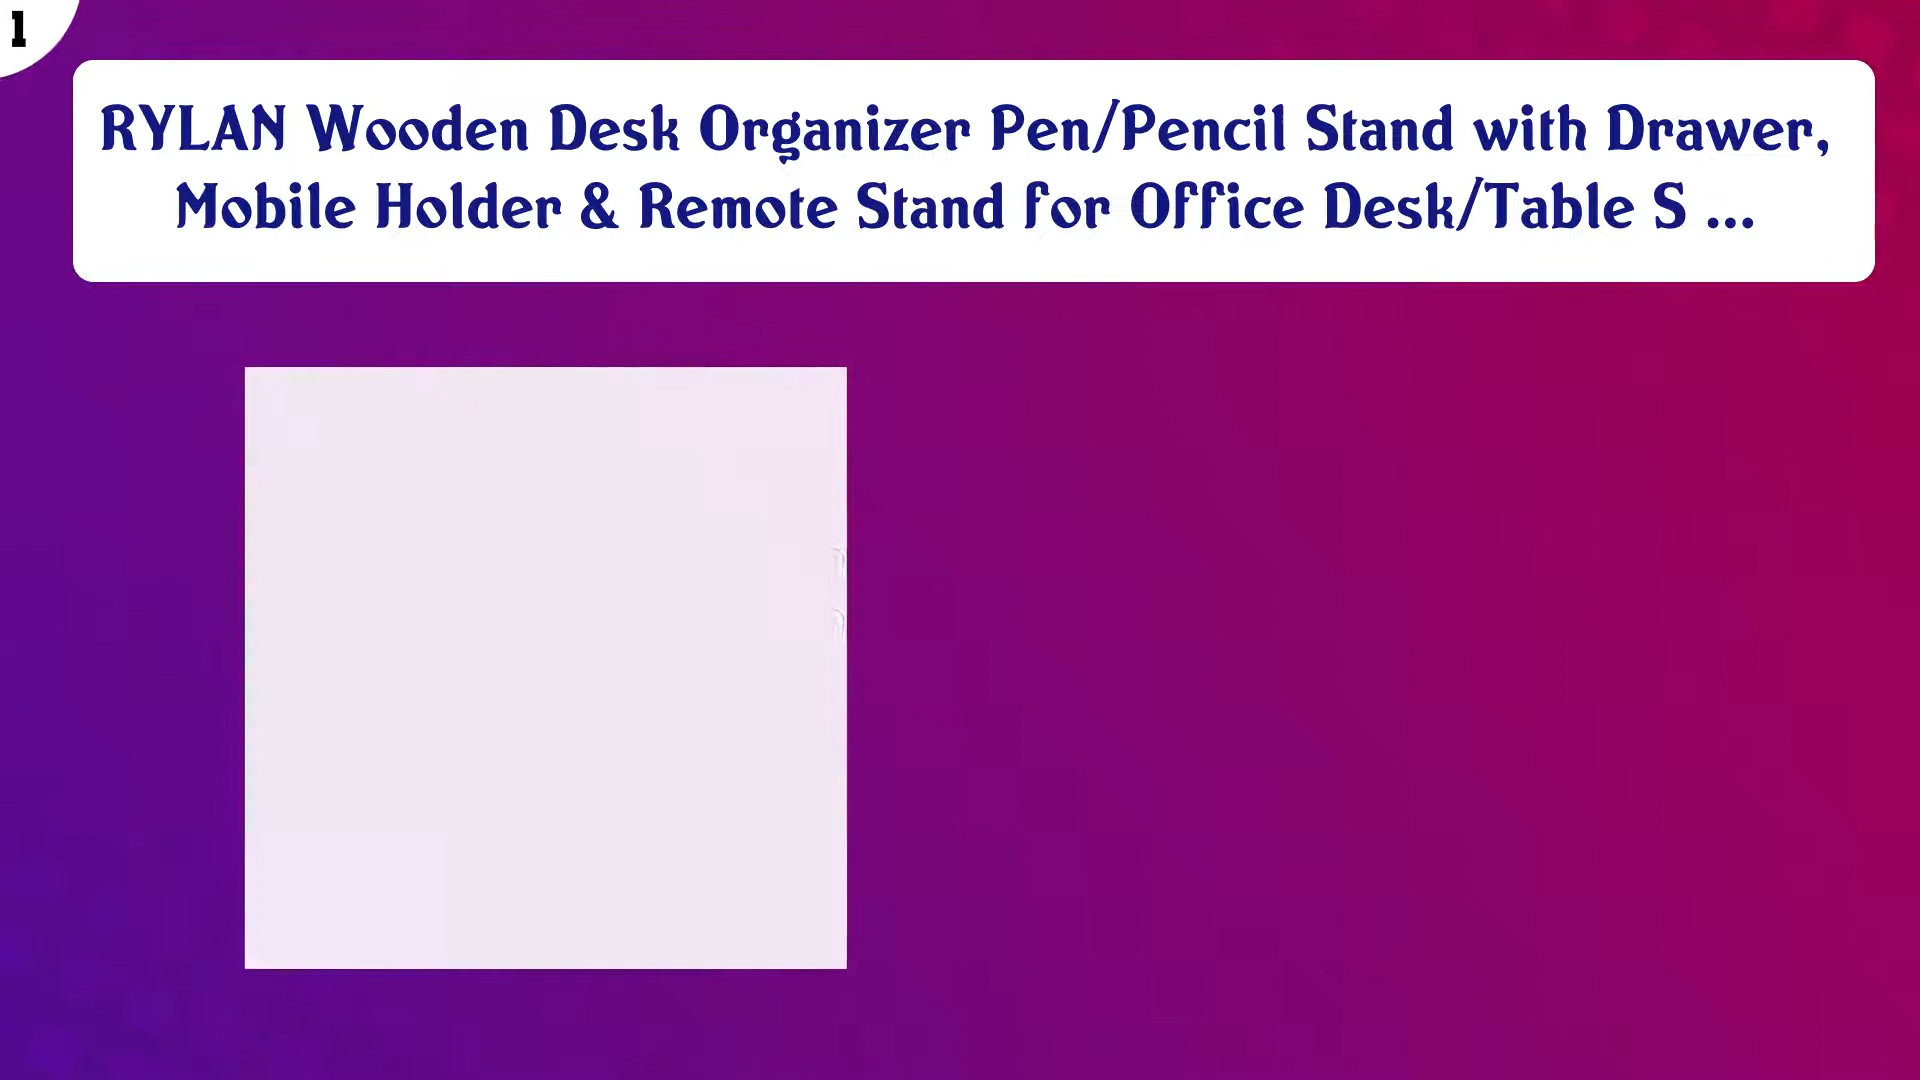 1
RYLAN Wooden Desk Organizer Pen/Pencil Stand with Drawer,
Mobile Holder & Remote Stand for Office Desk/Table S ...